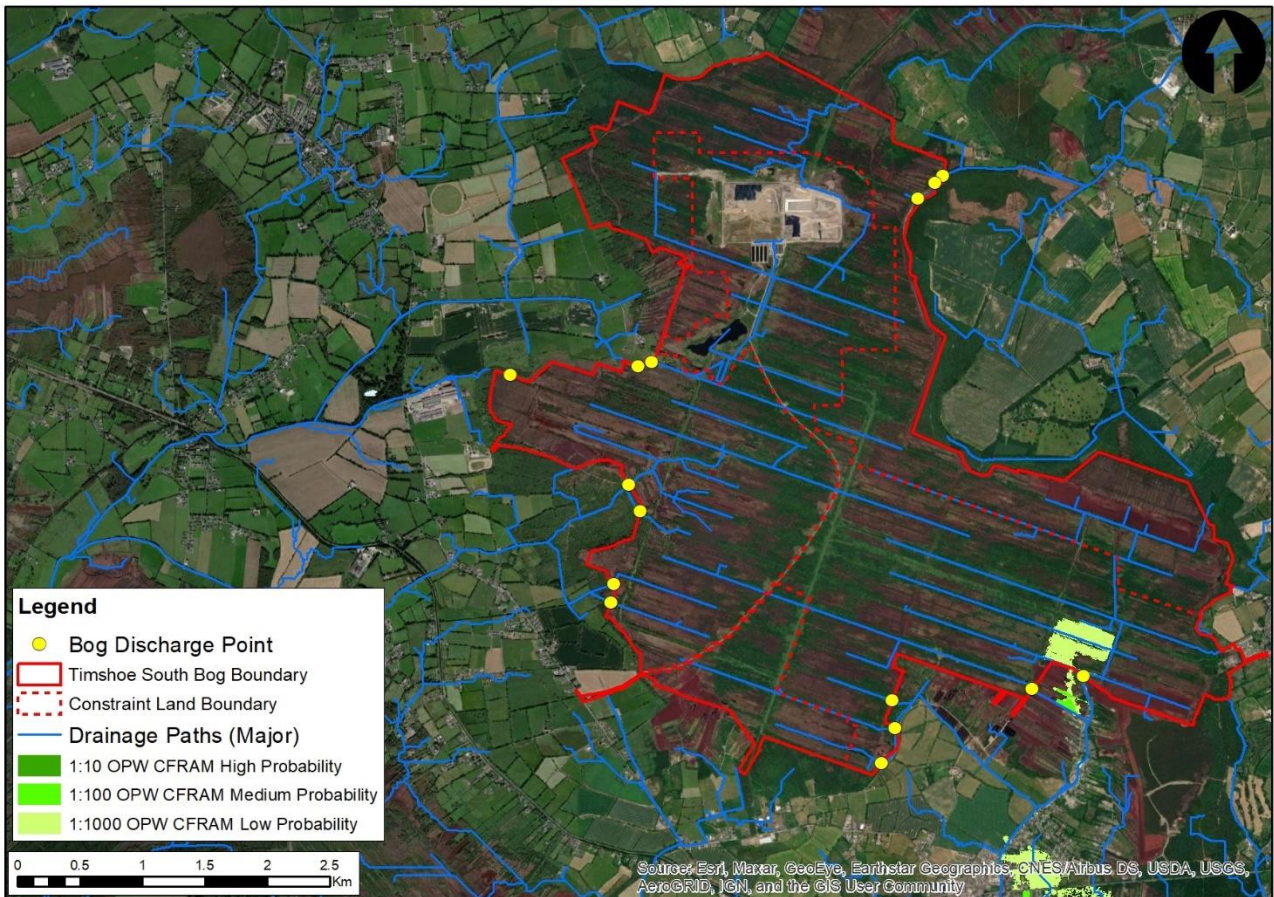 Legend
Bog Discharge Point
Timshoe South Bog Boundary
Constraint Land Boundary
Drainage Paths (Major)
1:10 OPW CFRAM High Probability
1:100 OPW CFRAM Medium Probability
1:1000 OPW CFRAM Low Probability
0 0.5 1 1.5 2 2.5
Km
Source: Esri, Maxar, GeoEye, Earthstar Geographics, CNES/Airbus DS, USDA, USGS,
AeroGRID, IGN, and the GIS User Community